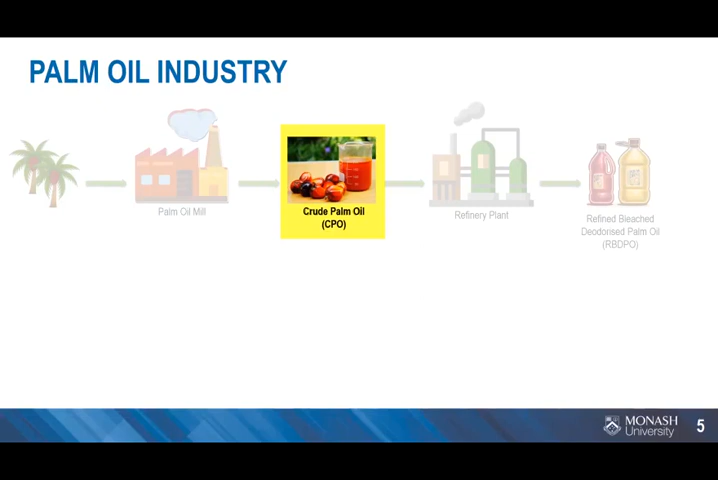 PALM OIL INDUSTRY
Palm Oil Mill
Crude Palm Oil
(CPO)
Refinery Plant
Refined Bleached
Deodorised Palm Oil
(RBDPO)
MONASH
University
5